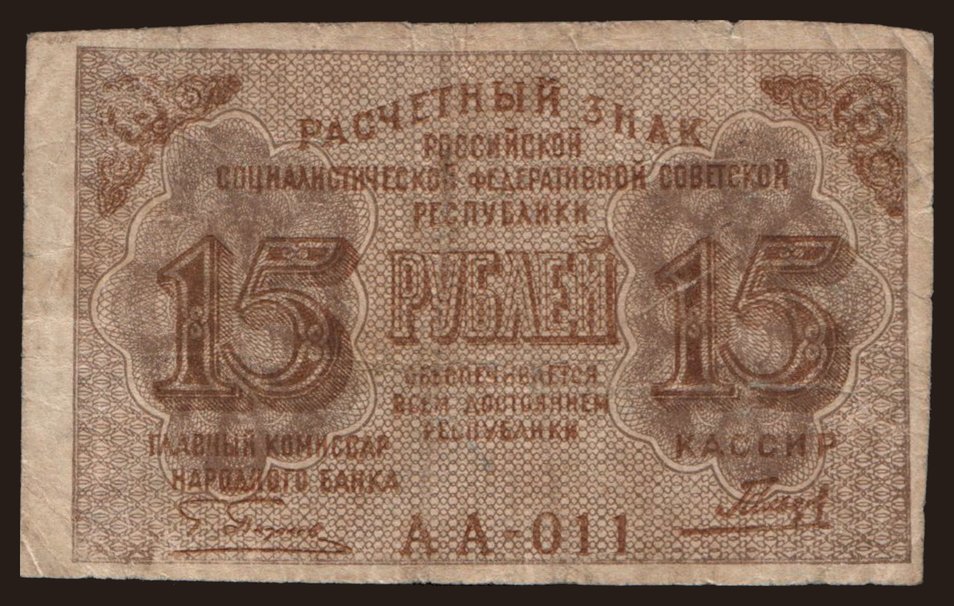 РАСЧЕТНЫЙ ЗНАК
РОССИЙСКОЙ
СОЦИАЛИСТИЧЕСКОЙ ФЕДЕРАТИВНОЙ СОВЕТСКОЙ
РЕСПУБЛИКИ
15 РУБЛЕЙ 15
ОБЕСПЕЧИВАЕТСЯ
ВСЕМ ДОСТОЯНИЕМ
РЕСПУБЛИКИ
ГЛАВНЫЙ КОМИССАР
НАРОДНОГО БАНКА
КАССИР
АА-011